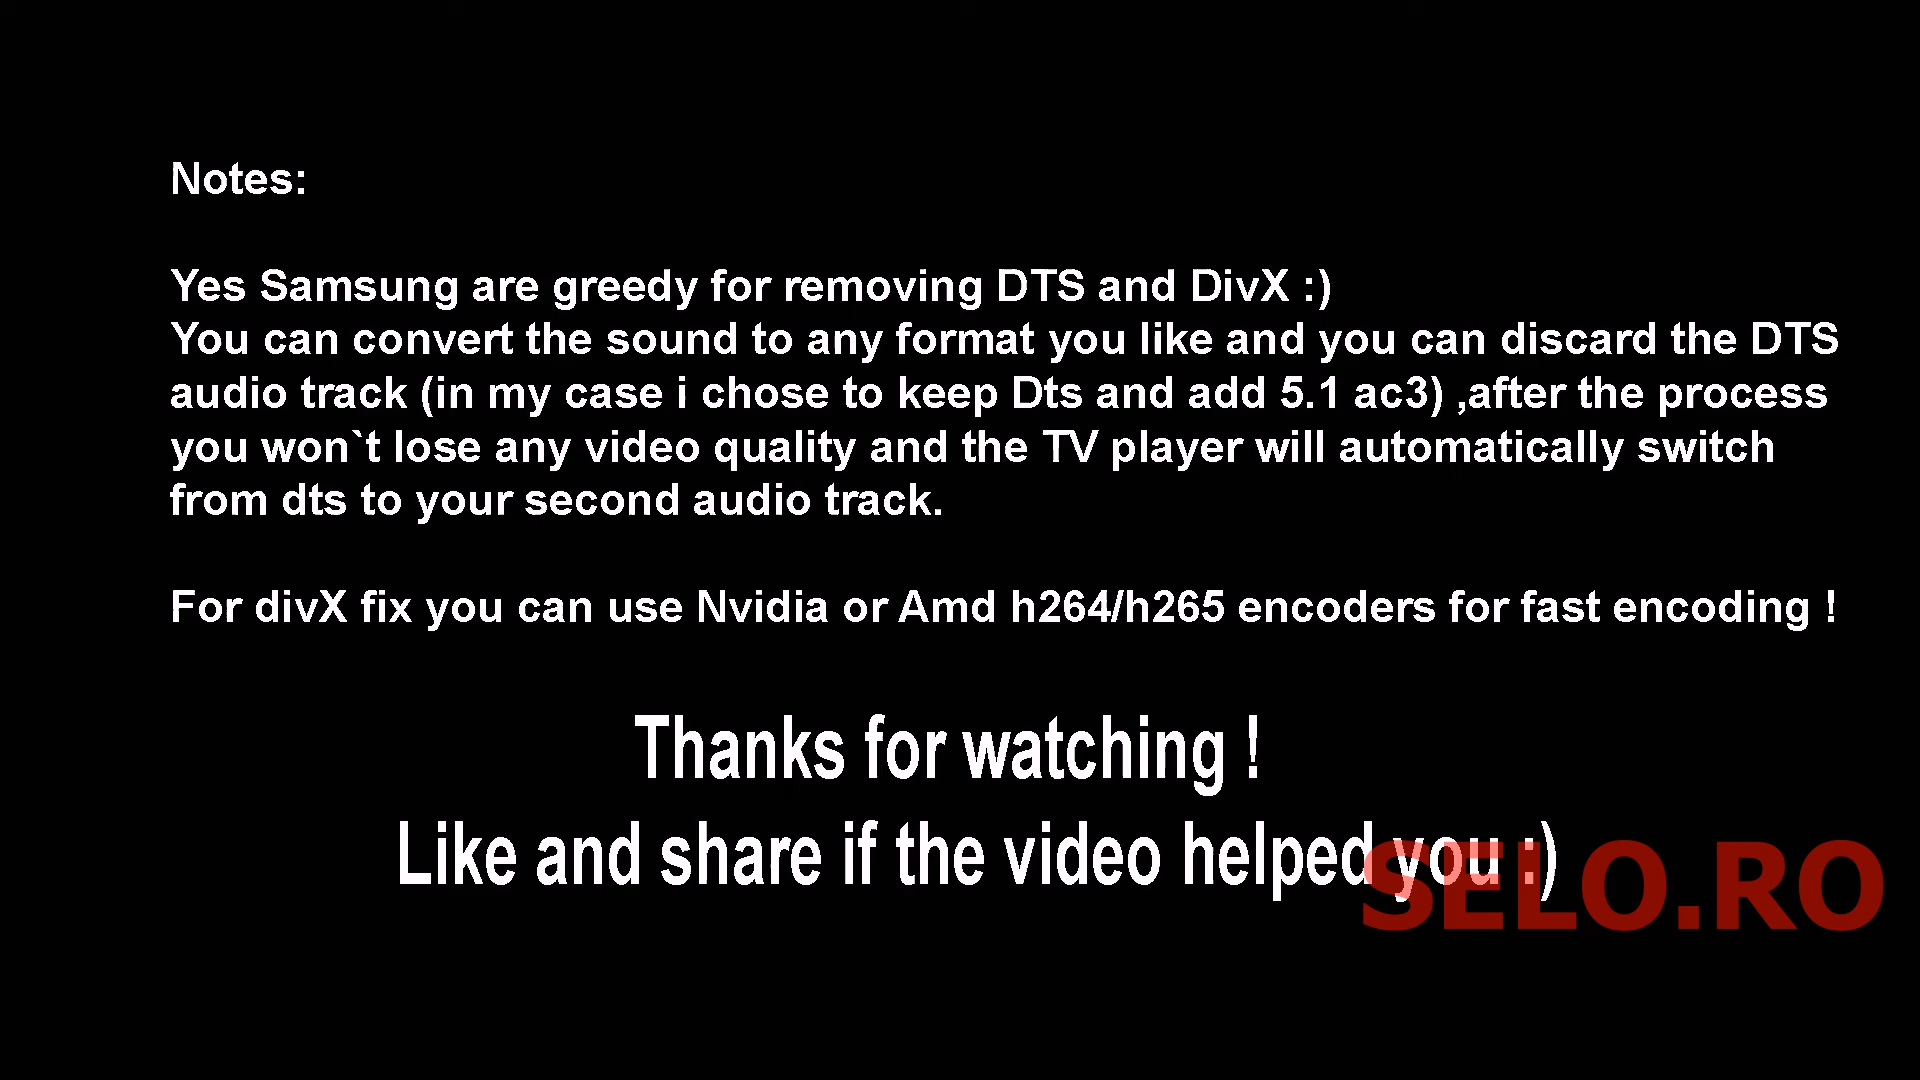 Notes:
Yes Samsung are greedy for removing DTS and DivX :)
You can convert the sound to any format you like and you can discard the DTS
audio track (in my case i chose to keep Dts and add 5.1 ac3) ,after the process
you won`t lose any video quality and the TV player will automatically switch
from dts to your second audio track.
For divX fix you can use Nvidia or Amd h264/h265 encoders for fast encoding !
Thanks for watching !
Like and share if the video helped you :)
SELO.RO